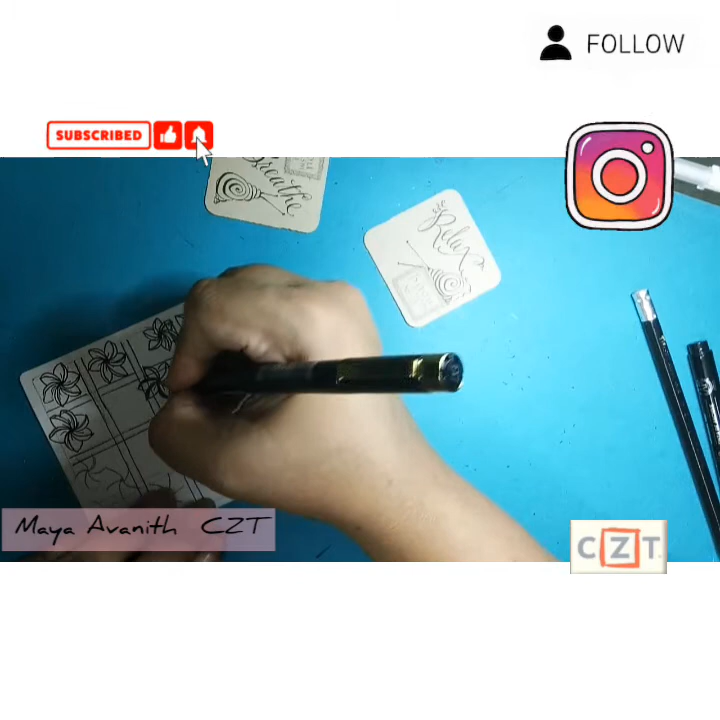 FOLLOW
SUBSCRIBED
Breathe
Relax
Maya Avanith CZT
CZT